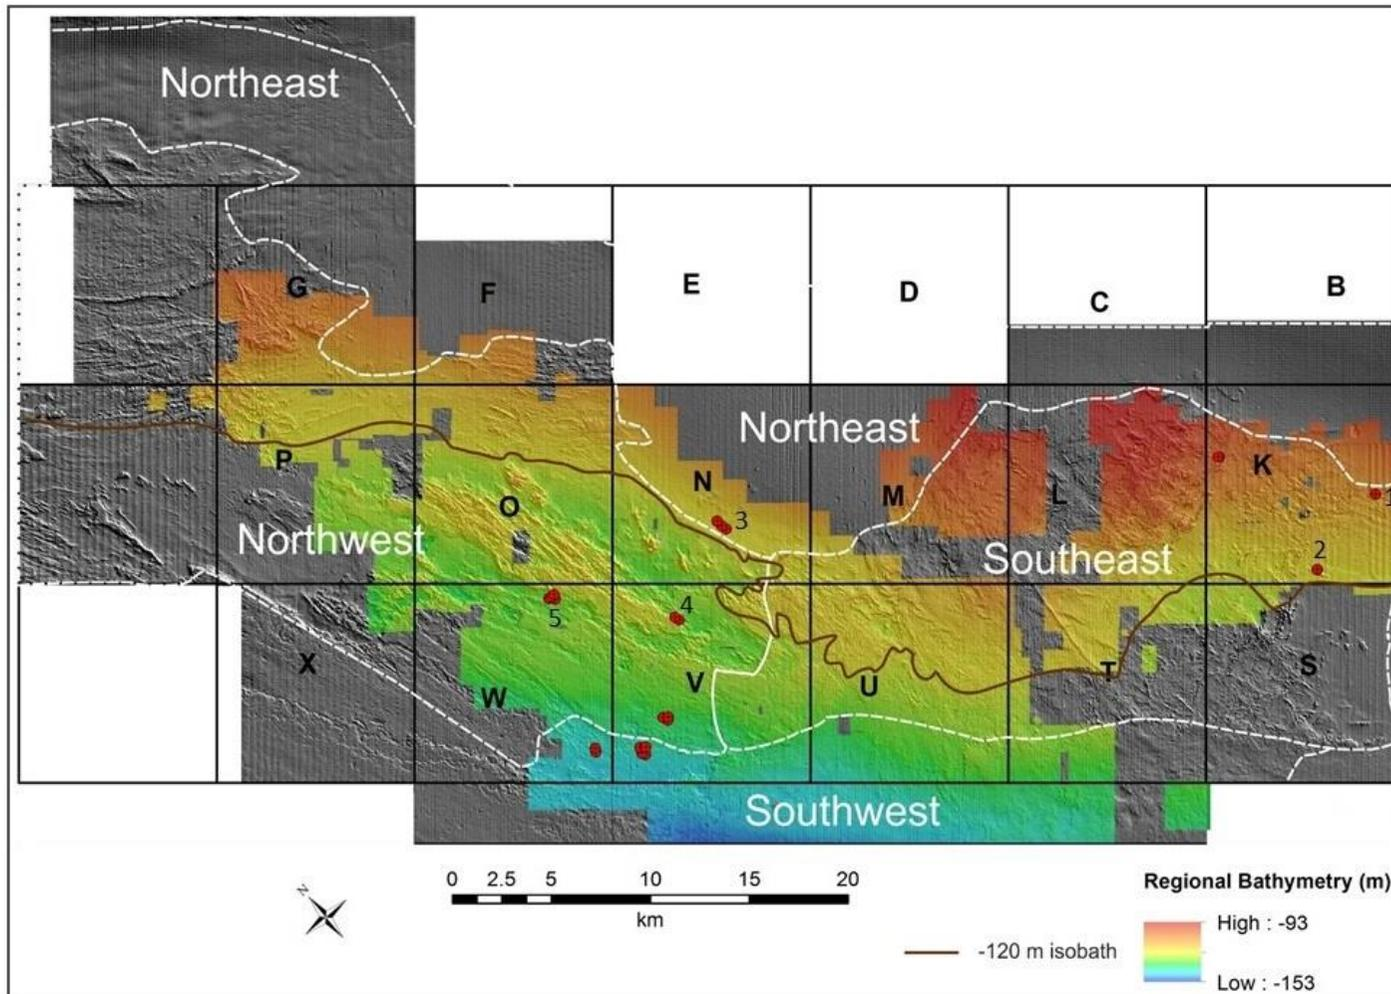 Northeast
G
F
E
D
C
B
Northeast
P
O
N
M
L
K
3
2
Northwest
Southeast
5
4
X
W
V
U
T
S
Southwest
0 2.5 5 10 15 20
km
N
Regional Bathymetry (m)
High : -93
-120 m isobath
Low : -153